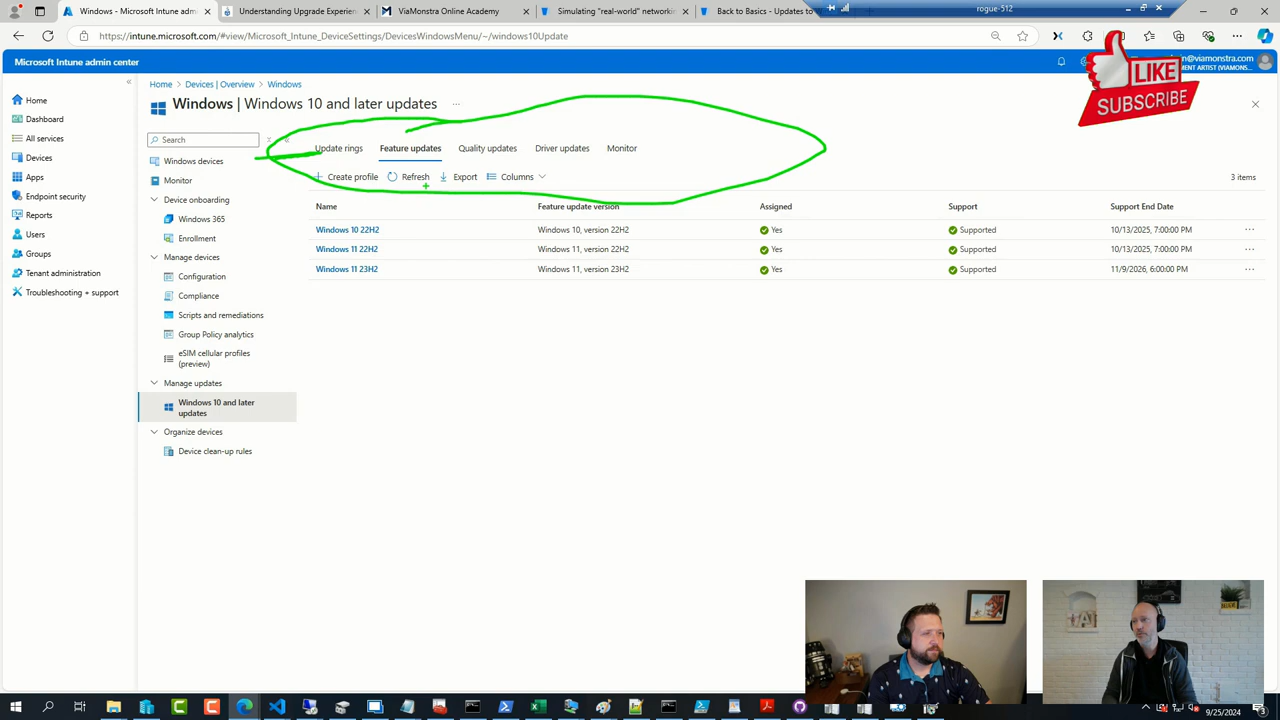 Windows - Microsoft Intune admin
Understanding Upgrade Experien
ViaMonstra Online Academy
Simulating "real-world" networkin
Back to Basics - Updates to W
rogue-512
https://intune.microsoft.com/#view/Microsoft_Intune_DeviceSettings/DevicesWindowsMenu/~/windows10Update
Microsoft Intune admin center
@viamonstra.com
MENT ARTIST (VIAMONS...
LIKE
SUBSCRIBE
Home > Devices | Overview > Windows
Windows | Windows 10 and later updates
Home
Dashboard
All services
Devices
Apps
Endpoint security
Reports
Users
Groups
Tenant administration
Troubleshooting + support
Search
Windows devices
Monitor
Device onboarding
Windows 365
Enrollment
Manage devices
Configuration
Compliance
Scripts and remediations
Group Policy analytics
eSIM cellular profiles
(preview)
Manage updates
Windows 10 and later
updates
Organize devices
Device clean-up rules
Update rings Feature updates Quality updates Driver updates Monitor
Create profile Refresh Export Columns
3 items
Name Feature update version Assigned Support Support End Date
Windows 10 22H2 Windows 10, version 22H2 Yes Supported 10/13/2025, 7:00:00 PM
Windows 11 22H2 Windows 11, version 22H2 Yes Supported 10/13/2025, 7:00:00 PM
Windows 11 23H2 Windows 11, version 23H2 Yes Supported 11/9/2026, 6:00:00 PM
9/25/2024